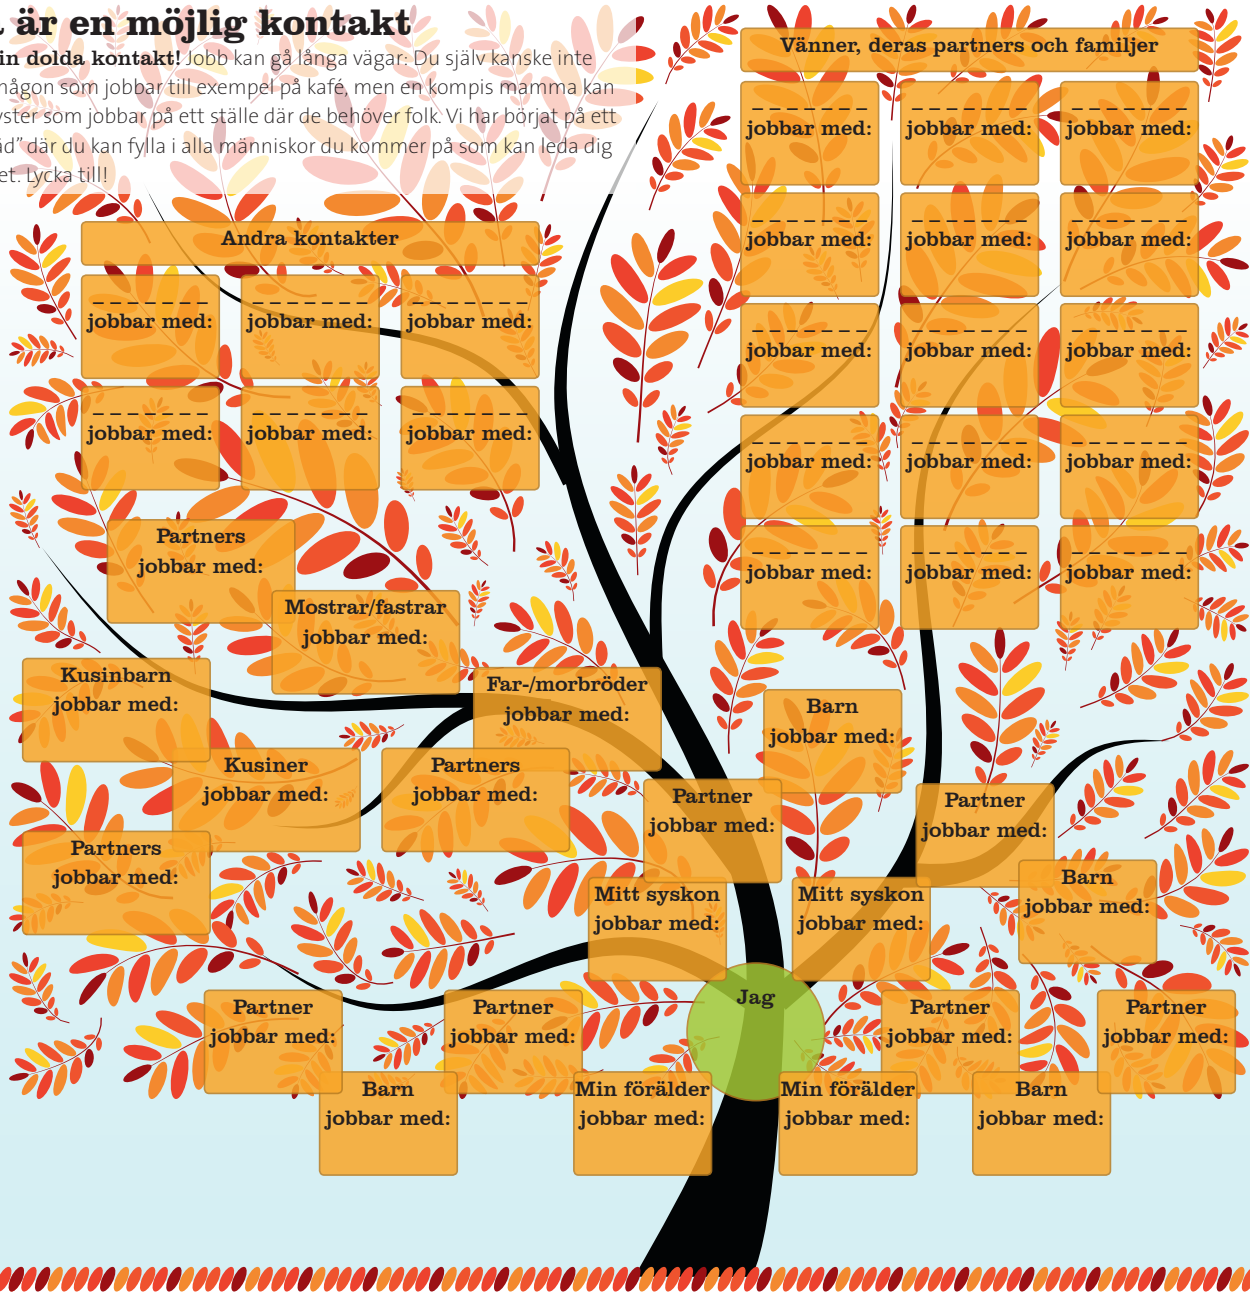 är en möjlig kontakt
in dolda kontakt! Jobb kan gå långa vägar: Du själv kanske inte
någon som jobbar till exempel på kafé, men en kompis mamma kan
yster som jobbar på ett ställe där de behöver folk. Vi har börjat på ett
äd” där du kan fylla i alla människor du kommer på som kan leda dig
et. Lycka till!
Vänner, deras partners och familjer
jobbar med: jobbar med: jobbar med:
jobbar med: jobbar med: jobbar med:
jobbar med: jobbar med: jobbar med:
jobbar med: jobbar med: jobbar med:
jobbar med: jobbar med: jobbar med:
Andra kontakter
jobbar med: jobbar med: jobbar med:
jobbar med: jobbar med: jobbar med:
Partners
jobbar med:
Mostrar/fastrar
jobbar med:
Kusinbarn
jobbar med:
Far-/morbröder
jobbar med:
Barn
jobbar med:
Kusiner
jobbar med:
Partners
jobbar med:
Partner
jobbar med:
Partner
jobbar med:
Partners
jobbar med:
Mitt syskon
jobbar med:
Mitt syskon
jobbar med:
Barn
jobbar med:
Jag
Partner
jobbar med:
Partner
jobbar med:
Partner
jobbar med:
Partner
jobbar med:
Barn
jobbar med:
Min förälder
jobbar med:
Min förälder
jobbar med:
Barn
jobbar med: